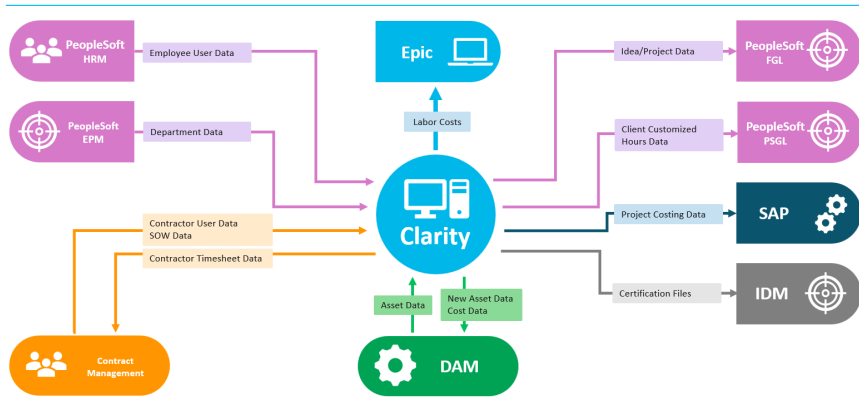 PeopleSoft
HRM
Employee User Data
Epic
Idea/Project Data
PeopleSoft
FGL
PeopleSoft
EPM
Department Data
Labor Costs
Client Customized
Hours Data
PeopleSoft
PSGL
Clarity
Contractor User Data
SOW Data
Contractor Timesheet Data
Project Costing Data
SAP
Certification Files
IDM
Asset Data
New Asset Data
Cost Data
Contract
Management
DAM